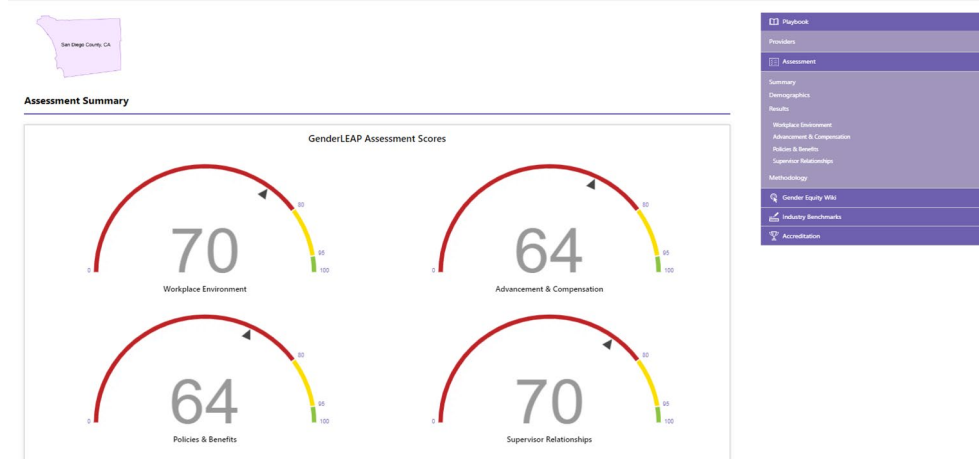 San Diego County, CA
Assessment Summary
GenderLEAP Assessment Scores
0
80
95
100
70
Workplace Environment
0
80
95
100
64
Advancement & Compensation
0
80
95
100
64
Policies & Benefits
0
80
95
100
70
Supervisor Relationships
Playbook
Providers
Assessment
Summary
Demographics
Results
Workplace Environment
Advancement & Compensation
Policies & Benefits
Supervisor Relationships
Methodology
Gender Equity Wiki
Industry Benchmarks
Accreditation